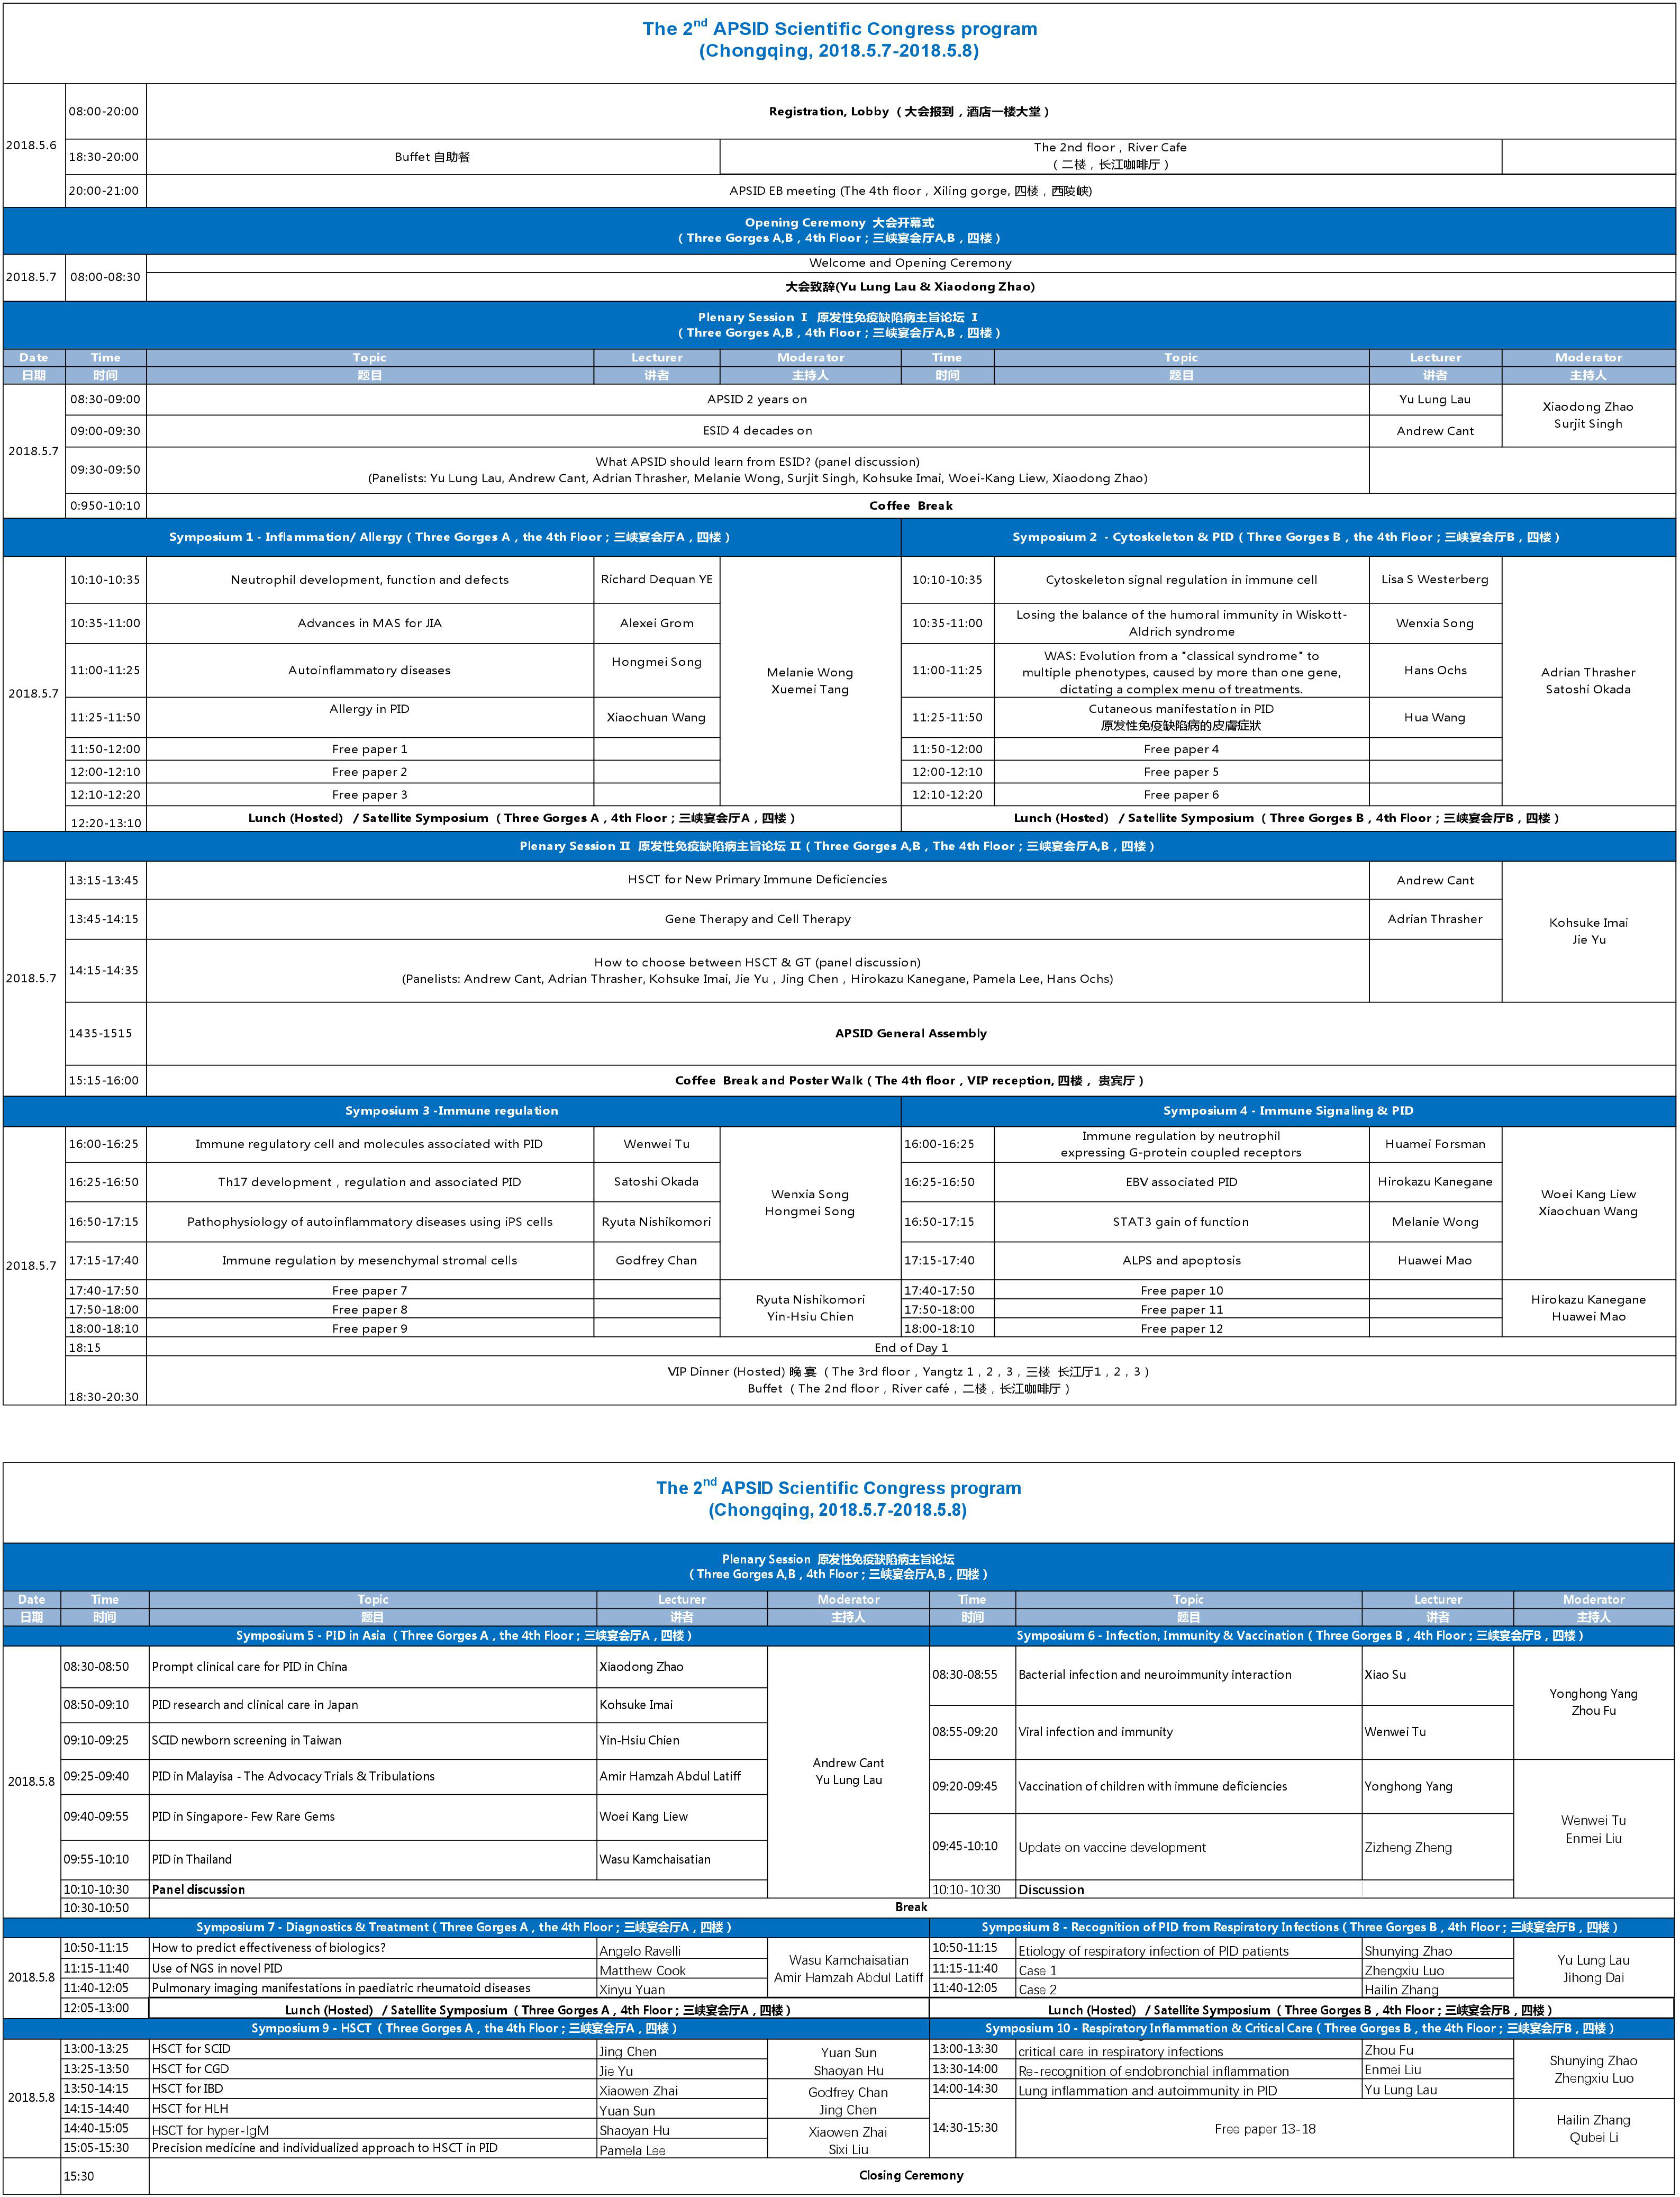 The 2nd APSID Scientific Congress program
(Chongqing, 2018.5.7-2018.5.8)
2018.5.6
08:00-20:00
Registration, Lobby（大会报到，酒店一楼大堂）
18:30-20:00
Buffet 自助餐
The 2nd floor，River Cafe
（二楼，长江咖啡厅）
20:00-21:00
APSID EB meeting (The 4th floor，Xiling gorge, 四楼，西陵峡)
Opening Ceremony 大会开幕式
（Three Gorges A,B，4th Floor；三峡宴会厅A,B，四楼）
2018.5.7
08:00-08:30
Welcome and Opening Ceremony
大会致辞(Yu Lung Lau & Xiaodong Zhao)
Plenary Session Ⅰ 原发性免疫缺陷病主旨论坛 Ⅰ
（Three Gorges A,B，4th Floor；三峡宴会厅A,B，四楼）
Date Time Topic Lecturer Moderator Time Topic Lecturer Moderator
日期 时间 题目 讲者 主持人 时间 题目 讲者 主持人
2018.5.7
08:30-09:00 APSID 2 years on Yu Lung Lau
Xiaodong Zhao
Surjit Singh
09:00-09:30 ESID 4 decades on Andrew Cant
09:30-09:50
What APSID should learn from ESID? (panel discussion)
(Panelists: Yu Lung Lau, Andrew Cant, Adrian Thrasher, Melanie Wong, Surjit Singh, Kohsuke Imai, Woei-Kang Liew, Xiaodong Zhao)
0:950-10:10 Coffee Break
Symposium 1 - Inflammation/ Allergy（Three Gorges A，the 4th Floor；三峡宴会厅A，四楼）
Symposium 2 - Cytoskeleton & PID（Three Gorges B，the 4th Floor；三峡宴会厅B，四楼）
2018.5.7
10:10-10:35 Neutrophil development, function and defects Richard Dequan YE
10:35-11:00 Advances in MAS for JIA Alexei Grom
11:00-11:25 Autoinflammatory diseases Hongmei Song
11:25-11:50 Allergy in PID Xiaochuan Wang
11:50-12:00 Free paper 1
12:00-12:10 Free paper 2
12:10-12:20 Free paper 3
Melanie Wong
Xuemei Tang
10:10-10:35 Cytoskeleton signal regulation in immune cell Lisa S Westerberg
10:35-11:00
Losing the balance of the humoral immunity in Wiskott-
Aldrich syndrome
Wenxia Song
11:00-11:25
WAS: Evolution from a "classical syndrome" to
multiple phenotypes, caused by more than one gene,
dictating a complex menu of treatments.
Hans Ochs
11:25-11:50
Cutaneous manifestation in PID
原发性免疫缺陷病的皮膚症狀
Hua Wang
11:50-12:00 Free paper 4
12:00-12:10 Free paper 5
12:10-12:20 Free paper 6
Adrian Thrasher
Satoshi Okada
12:20-13:10
Lunch (Hosted) / Satellite Symposium（Three Gorges A，4th Floor；三峡宴会厅A，四楼）
Lunch (Hosted) / Satellite Symposium（Three Gorges B，4th Floor；三峡宴会厅B，四楼）
Plenary Session Ⅱ 原发性免疫缺陷病主旨论坛 Ⅱ（Three Gorges A,B，The 4th Floor；三峡宴会厅A,B，四楼）
2018.5.7
13:15-13:45 HSCT for New Primary Immune Deficiencies Andrew Cant
13:45-14:15 Gene Therapy and Cell Therapy Adrian Thrasher
Kohsuke Imai
Jie Yu
14:15-14:35
How to choose between HSCT & GT (panel discussion)
(Panelists: Andrew Cant, Adrian Thrasher, Kohsuke Imai, Jie Yu，Jing Chen，Hirokazu Kanegane, Pamela Lee, Hans Ochs)
1435-1515 APSID General Assembly
15:15-16:00 Coffee Break and Poster Walk（The 4th floor，VIP reception, 四楼，贵宾厅）
Symposium 3 -Immune regulation
Symposium 4 - Immune Signaling & PID
2018.5.7
16:00-16:25 Immune regulatory cell and molecules associated with PID Wenwei Tu
16:25-16:50 Th17 development，regulation and associated PID Satoshi Okada
16:50-17:15 Pathophysiology of autoinflammatory diseases using iPS cells Ryuta Nishikomori
17:15-17:40 Immune regulation by mesenchymal stromal cells Godfrey Chan
Wenxia Song
Hongmei Song
17:40-17:50 Free paper 7
17:50-18:00 Free paper 8
18:00-18:10 Free paper 9
Ryuta Nishikomori
Yin-Hsiu Chien
16:00-16:25
Immune regulation by neutrophil
expressing G-protein coupled receptors
Huamei Forsman
16:25-16:50 EBV associated PID Hirokazu Kanegane
16:50-17:15 STAT3 gain of function Melanie Wong
17:15-17:40 ALPS and apoptosis Huawei Mao
Woei Kang Liew
Xiaochuan Wang
17:40-17:50 Free paper 10
17:50-18:00 Free paper 11
18:00-18:10 Free paper 12
Hirokazu Kanegane
Huawei Mao
18:15 End of Day 1
18:30-20:30
VIP Dinner (Hosted) 晚 宴（The 3rd floor，Yangtz 1，2，3，三楼 长江厅1，2，3）
Buffet（The 2nd floor，River café，二楼，长江咖啡厅）
The 2nd APSID Scientific Congress program
(Chongqing, 2018.5.7-2018.5.8)
Plenary Session 原发性免疫缺陷病主旨论坛
（Three Gorges A,B，4th Floor；三峡宴会厅A,B，四楼）
Date Time Topic Lecturer Moderator Time Topic Lecturer Moderator
日期 时间 题目 讲者 主持人 时间 题目 讲者 主持人
Symposium 5 - PID in Asia（Three Gorges A，the 4th Floor；三峡宴会厅A，四楼）
Symposium 6 - Infection, Immunity & Vaccination（Three Gorges B，4th Floor；三峡宴会厅B，四楼）
2018.5.8
08:30-08:50 Prompt clinical care for PID in China Xiaodong Zhao
08:50-09:10 PID research and clinical care in Japan Kohsuke Imai
09:10-09:25 SCID newborn screening in Taiwan Yin-Hsiu Chien
09:25-09:40 PID in Malayisa - The Advocacy Trials & Tribulations Amir Hamzah Abdul Latiff
09:40-09:55 PID in Singapore- Few Rare Gems Woei Kang Liew
09:55-10:10 PID in Thailand Wasu Kamchaisatian
10:10-10:30 Panel discussion
Andrew Cant
Yu Lung Lau
08:30-08:55 Bacterial infection and neuroimmunity interaction Xiao Su
08:55-09:20 Viral infection and immunity Wenwei Tu
Yonghong Yang
Zhou Fu
09:20-09:45 Vaccination of children with immune deficiencies Yonghong Yang
09:45-10:10 Update on vaccine development Zizheng Zheng
10:10-10:30 Discussion
Wenwei Tu
Enmei Liu
10:30-10:50 Break
Symposium 7 - Diagnostics & Treatment（Three Gorges A，the 4th Floor；三峡宴会厅A，四楼）
Symposium 8 - Recognition of PID from Respiratory Infections（Three Gorges B，4th Floor；三峡宴会厅B，四楼）
2018.5.8
10:50-11:15 How to predict effectiveness of biologics? Angelo Ravelli
11:15-11:40 Use of NGS in novel PID Matthew Cook
11:40-12:05 Pulmonary imaging manifestations in paediatric rheumatoid diseases Xinyu Yuan
Wasu Kamchaisatian
Amir Hamzah Abdul Latiff
10:50-11:15 Etiology of respiratory infection of PID patients Shunying Zhao
11:15-11:40 Case 1 Zhengxiu Luo
11:40-12:05 Case 2 Hailin Zhang
Yu Lung Lau
Jihong Dai
12:05-13:00
Lunch (Hosted) / Satellite Symposium（Three Gorges A，4th Floor；三峡宴会厅A，四楼）
Lunch (Hosted) / Satellite Symposium（Three Gorges B，4th Floor；三峡宴会厅B，四楼）
Symposium 9 - HSCT（Three Gorges A，the 4th Floor；三峡宴会厅A，四楼）
Symposium 10 - Respiratory Inflammation & Critical Care（Three Gorges B，the 4th Floor；三峡宴会厅B，四楼）
2018.5.8
13:00-13:25 HSCT for SCID Jing Chen
13:25-13:50 HSCT for CGD Jie Yu
Yuan Sun
Shaoyan Hu
13:50-14:15 HSCT for IBD Xiaowen Zhai
14:15-14:40 HSCT for HLH Yuan Sun
Godfrey Chan
Jing Chen
14:40-15:05 HSCT for hyper-IgM Shaoyan Hu
15:05-15:30 Precision medicine and individualized approach to HSCT in PID Pamela Lee
Xiaowen Zhai
Sixi Liu
13:00-13:30 critical care in respiratory infections Zhou Fu
13:30-14:00 Re-recognition of endobronchial inflammation Enmei Liu
14:00-14:30 Lung inflammation and autoimmunity in PID Yu Lung Lau
Shunying Zhao
Zhengxiu Luo
14:30-15:30 Free paper 13-18
Hailin Zhang
Qubei Li
15:30 Closing Ceremony